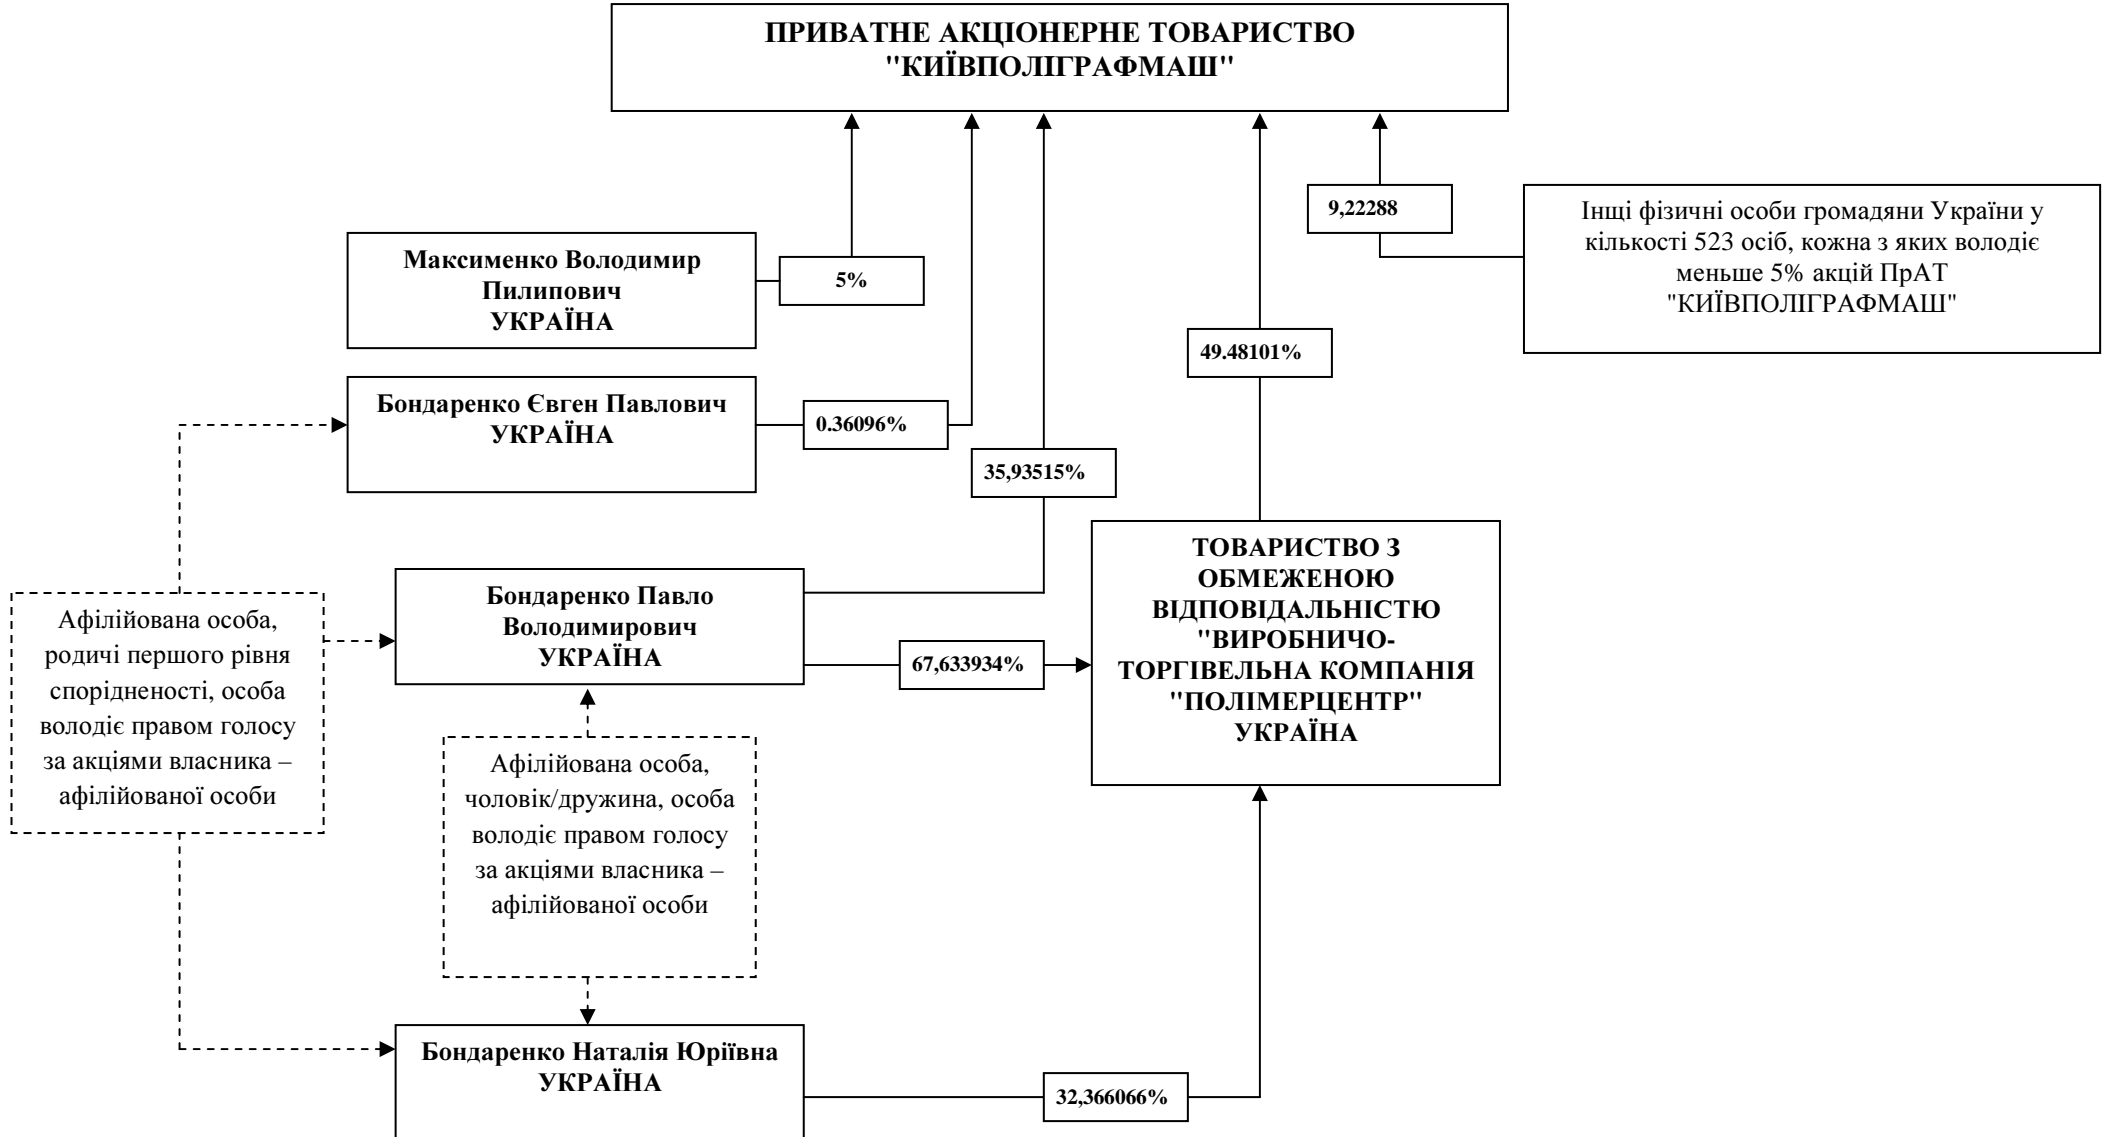 ПРИВАТНЕ АКЦІОНЕРНЕ ТОВАРИСТВО
"КИЇВПОЛІГРАФМАШ"
9,22288
Інщі фізичні особи громадяни України у
кількості 523 осіб, кожна з яких володіє
меньше 5% акцій ПрАТ
"КИЇВПОЛІГРАФМАШ"
Максименко Володимир
Пилипович
УКРАЇНА
5%
49.48101%
Бондаренко Євген Павлович
УКРАЇНА
0.36096%
35,93515%
ТОВАРИСТВО З
ОБМЕЖЕНОЮ
ВІДПОВІДАЛЬНІСТЮ
"ВИРОБНИЧО-
ТОРГІВЕЛЬНА КОМПАНІЯ
"ПОЛІМЕРЦЕНТР"
УКРАЇНА
Бондаренко Павло
Володимирович
УКРАЇНА
67,633934%
Афілійована особа,
родичі першого рівня
спорідненості, особа
володіє правом голосу
за акціями власника –
афілійованої особи
Афілійована особа,
чоловік/дружина, особа
володіє правом голосу
за акціями власника –
афілійованої особи
Бондаренко Наталія Юріївна
УКРАЇНА
32,366066%